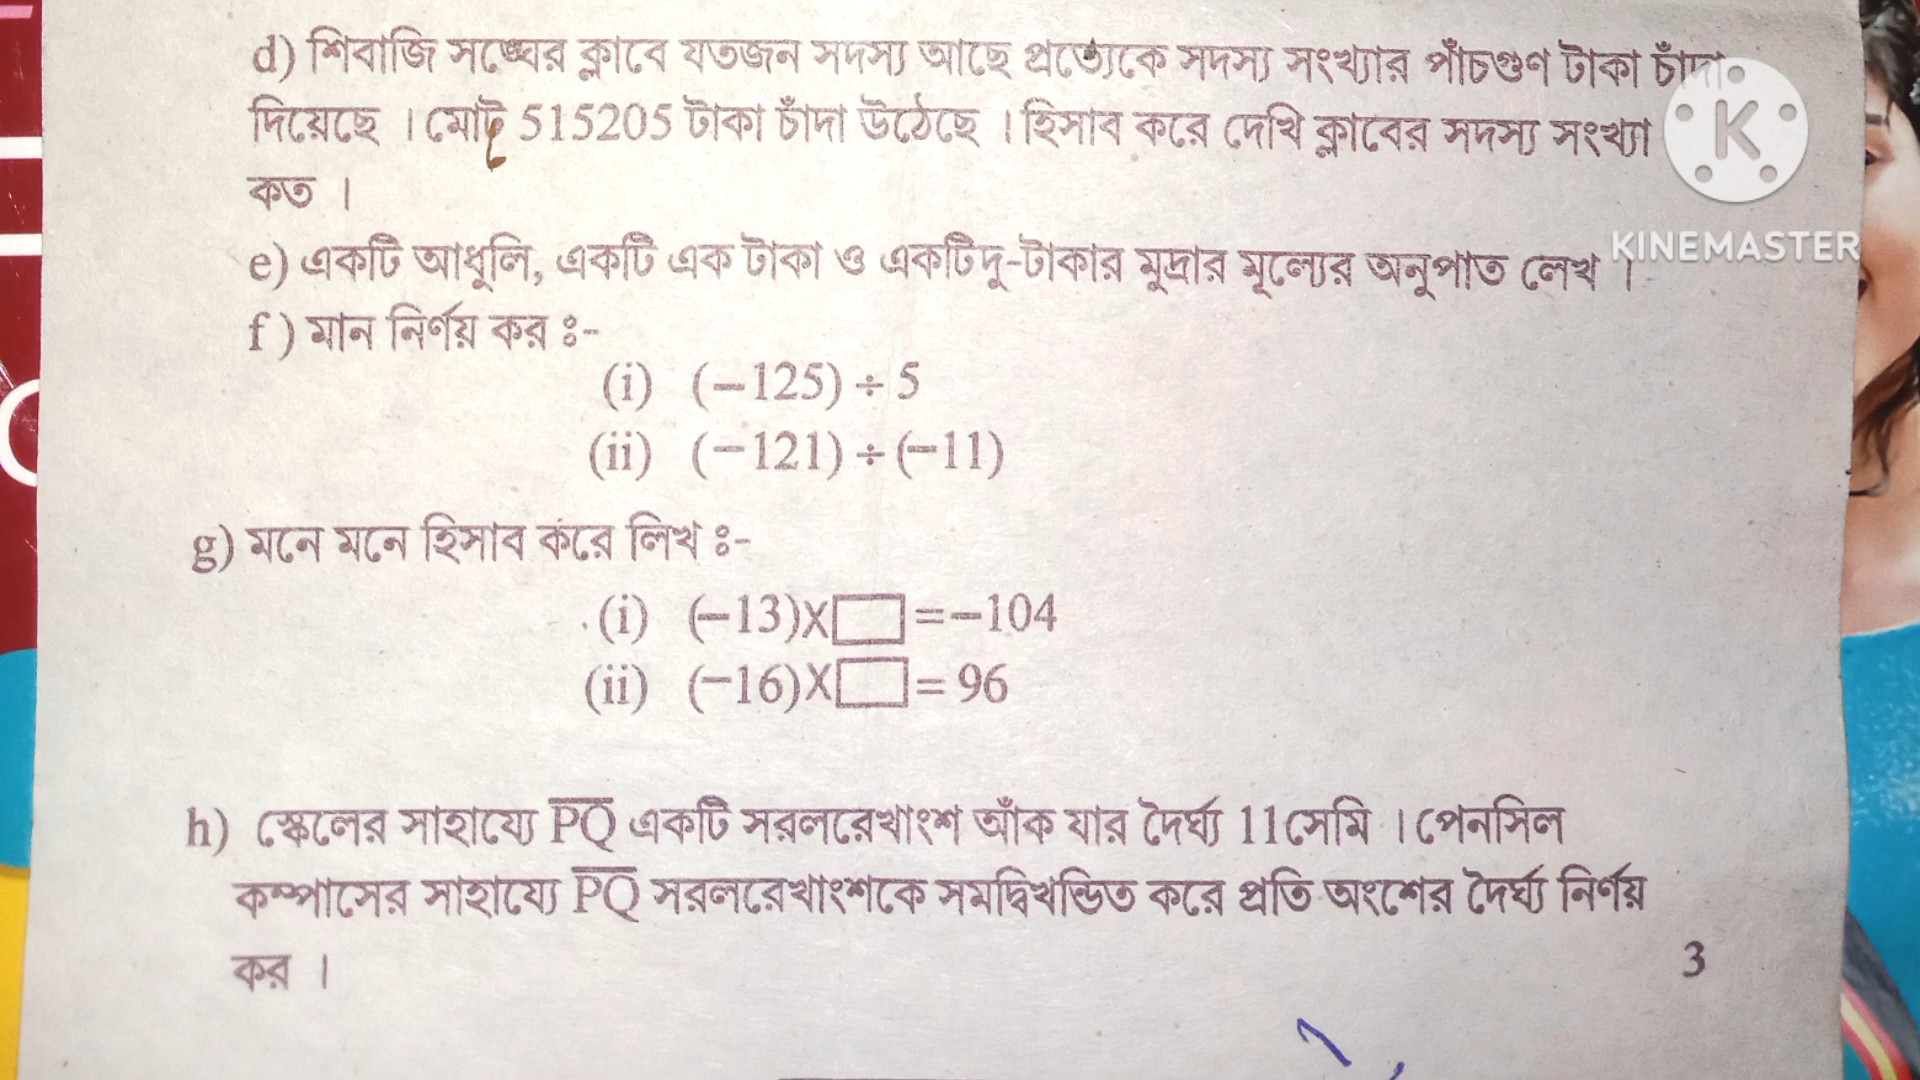 d) শিবাজি সঙ্ঘের ক্লাবে যতজন সদস্য আছে প্রত্যেকে সদস্য সংখ্যার পাঁচগুণ টাকা চাঁদা
দিয়েছে । মোট 515205 টাকা চাঁদা উঠেছে । হিসাব করে দেখি ক্লাবের সদস্য সংখ্যা
কত ।
K
KINEMASTER
e) একটি আধুলি, একটি এক টাকা ও একটিদু-টাকার মুদ্রার মূল্যের অনুপাত লেখ ।
f ) মান নির্ণয় কর ঃ-
(i) (−125) ÷ 5
(ii) (−121) ÷ (−11)
g) মনে মনে হিসাব করে লিখ ঃ-
(i) (−13)X□=−104
(ii) (−16)X□= 96
h) স্কেলের সাহায্যে P̅Q̅ একটি সরলরেখাংশ আঁক যার দৈর্ঘ্য 11সেমি । পেনসিল
কম্পাসের সাহায্যে P̅Q̅ সরলরেখাংশকে সমদ্বিখন্ডিত করে প্রতি অংশের দৈর্ঘ্য নির্ণয়
কর ।
3